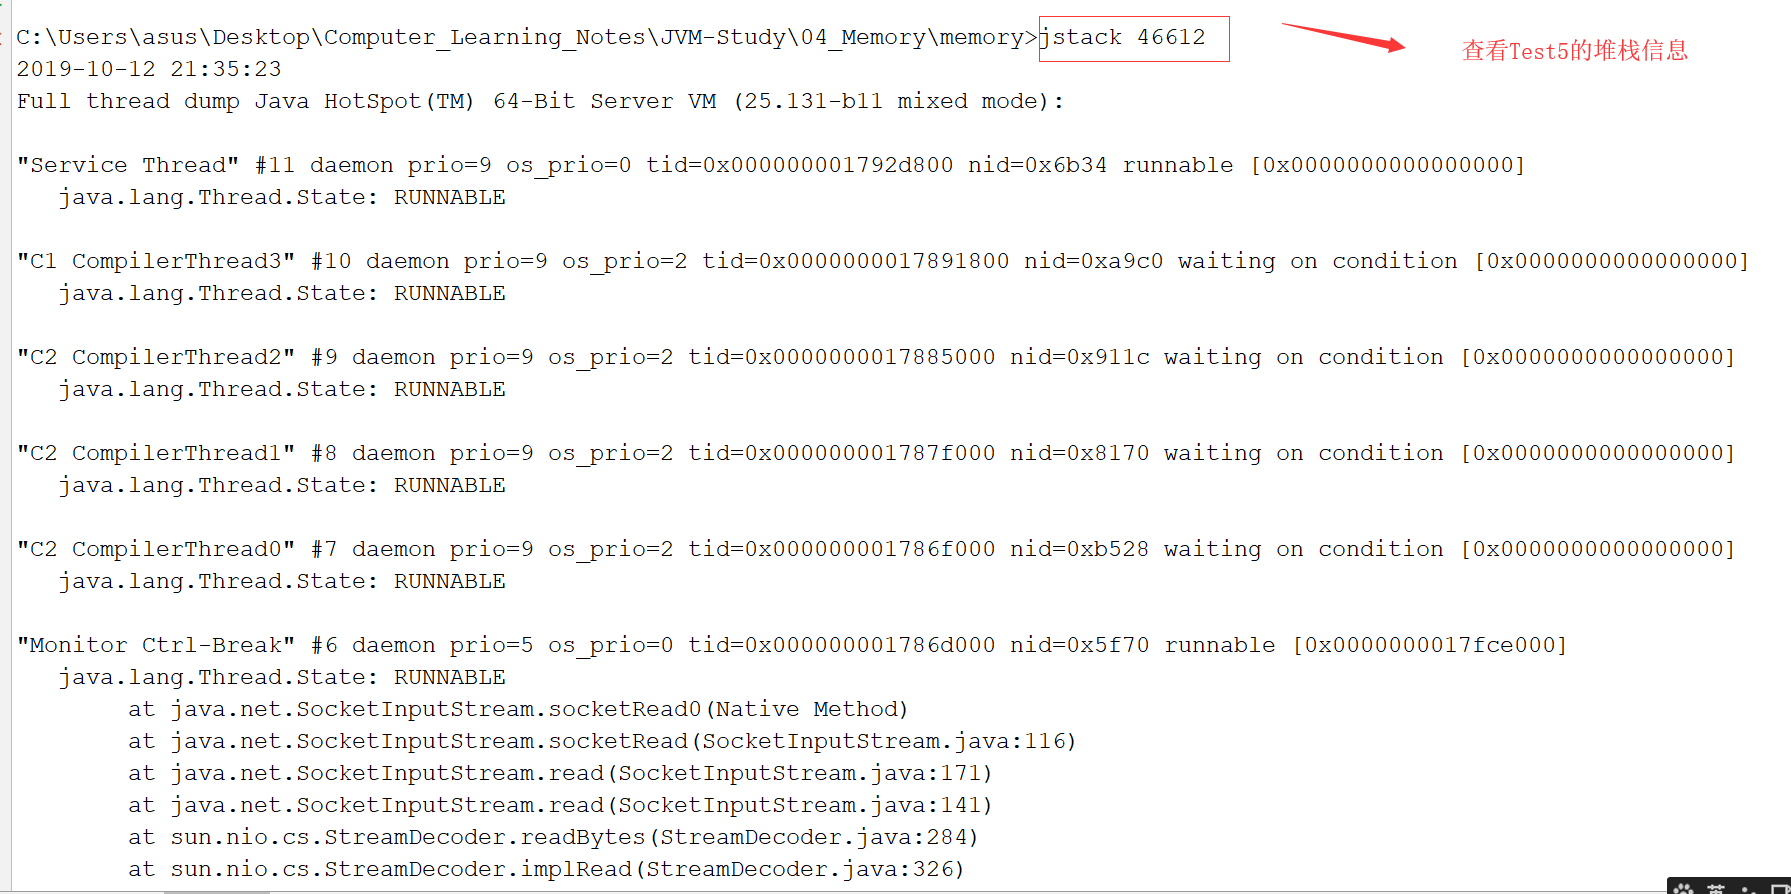 C:\Users\asus\Desktop\Computer_Learning_Notes\JVM-Study\04_Memory\memory>jstack 46612
查看Test5的堆栈信息
2019-10-12 21:35:23
Full thread dump Java HotSpot(TM) 64-Bit Server VM (25.131-b11 mixed mode):
"Service Thread" #11 daemon prio=9 os_prio=0 tid=0x000000001792d800 nid=0x6b34 runnable [0x0000000000000000]
java.lang.Thread.State: RUNNABLE
"C1 CompilerThread3" #10 daemon prio=9 os_prio=2 tid=0x0000000017891800 nid=0xa9c0 waiting on condition [0x0000000000000000]
java.lang.Thread.State: RUNNABLE
"C2 CompilerThread2" #9 daemon prio=9 os_prio=2 tid=0x0000000017885000 nid=0x911c waiting on condition [0x0000000000000000]
java.lang.Thread.State: RUNNABLE
"C2 CompilerThread1" #8 daemon prio=9 os_prio=2 tid=0x000000001787f000 nid=0x8170 waiting on condition [0x0000000000000000]
java.lang.Thread.State: RUNNABLE
"C2 CompilerThread0" #7 daemon prio=9 os_prio=2 tid=0x000000001786f000 nid=0xb528 waiting on condition [0x0000000000000000]
java.lang.Thread.State: RUNNABLE
"Monitor Ctrl-Break" #6 daemon prio=5 os_prio=0 tid=0x000000001786d000 nid=0x5f70 runnable [0x0000000017fce000]
java.lang.Thread.State: RUNNABLE
at java.net.SocketInputStream.socketRead0(Native Method)
at java.net.SocketInputStream.socketRead(SocketInputStream.java:116)
at java.net.SocketInputStream.read(SocketInputStream.java:171)
at java.net.SocketInputStream.read(SocketInputStream.java:141)
at sun.nio.cs.StreamDecoder.readBytes(StreamDecoder.java:284)
at sun.nio.cs.StreamDecoder.implRead(StreamDecoder.java:326)